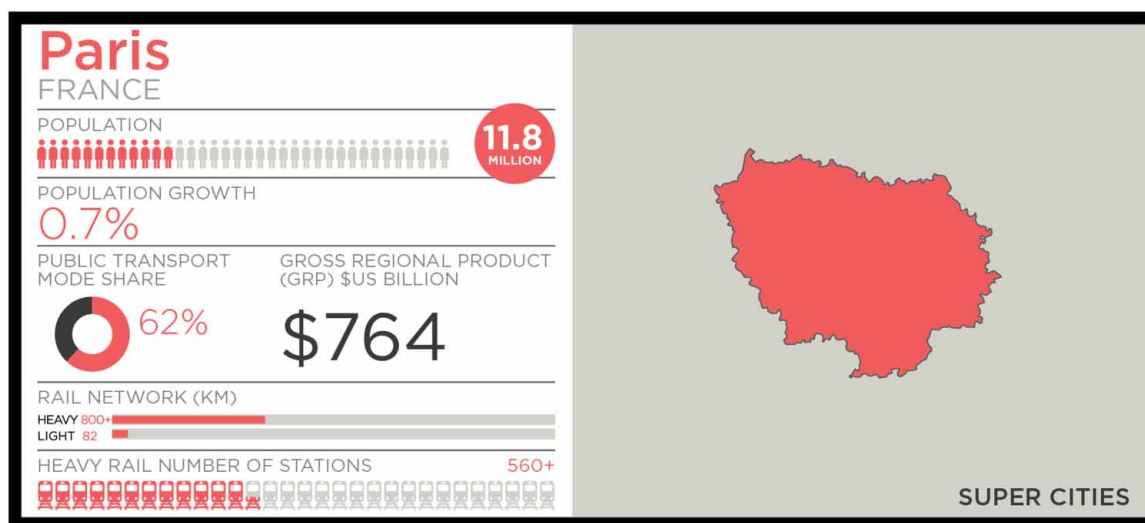 Paris
FRANCE
POPULATION
11.8
MILLION
POPULATION GROWTH
0.7%
PUBLIC TRANSPORT
MODE SHARE
62%
GROSS REGIONAL PRODUCT
(GRP) $US BILLION
$764
RAIL NETWORK (KM)
HEAVY 800+
LIGHT 82
HEAVY RAIL NUMBER OF STATIONS 560+
SUPER CITIES